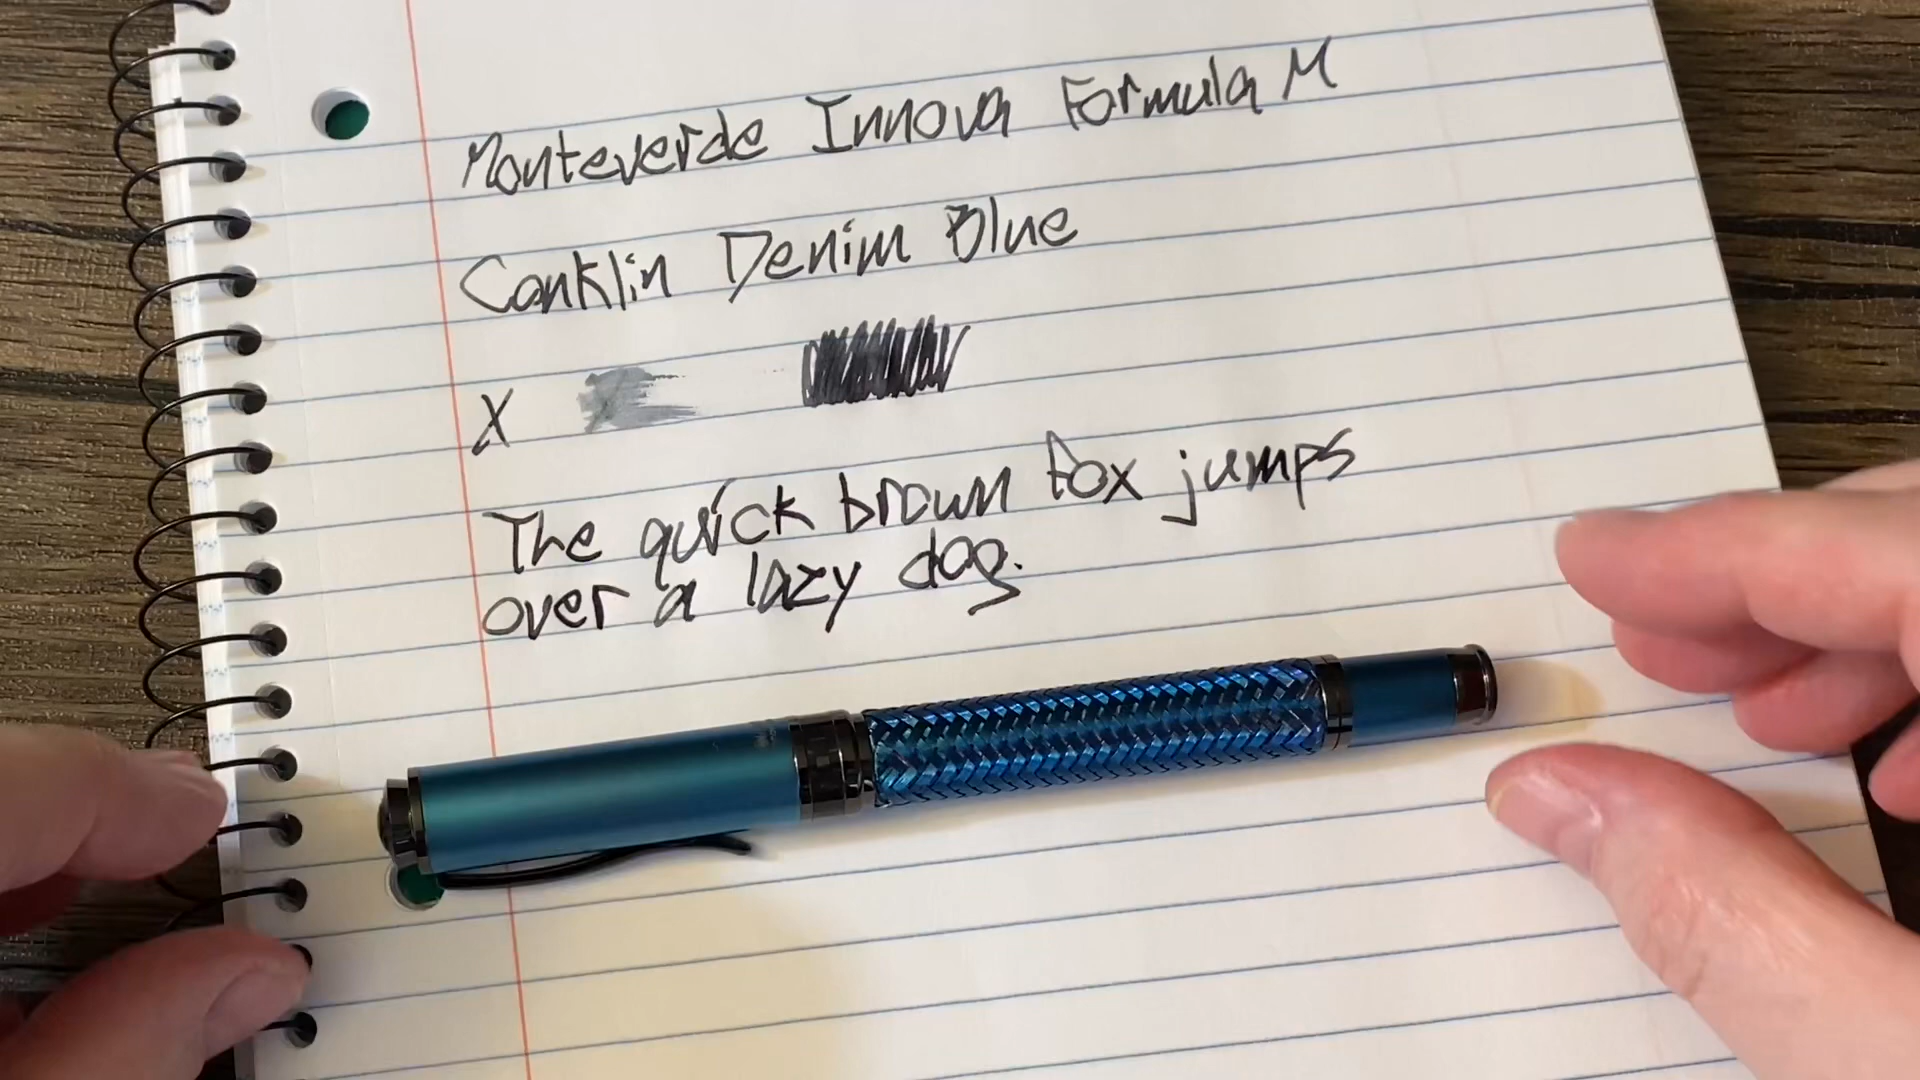 Monteverde Innova Formula M
Conklin Denim Blue
X
The quick brown fox jumps
over a lazy dog.